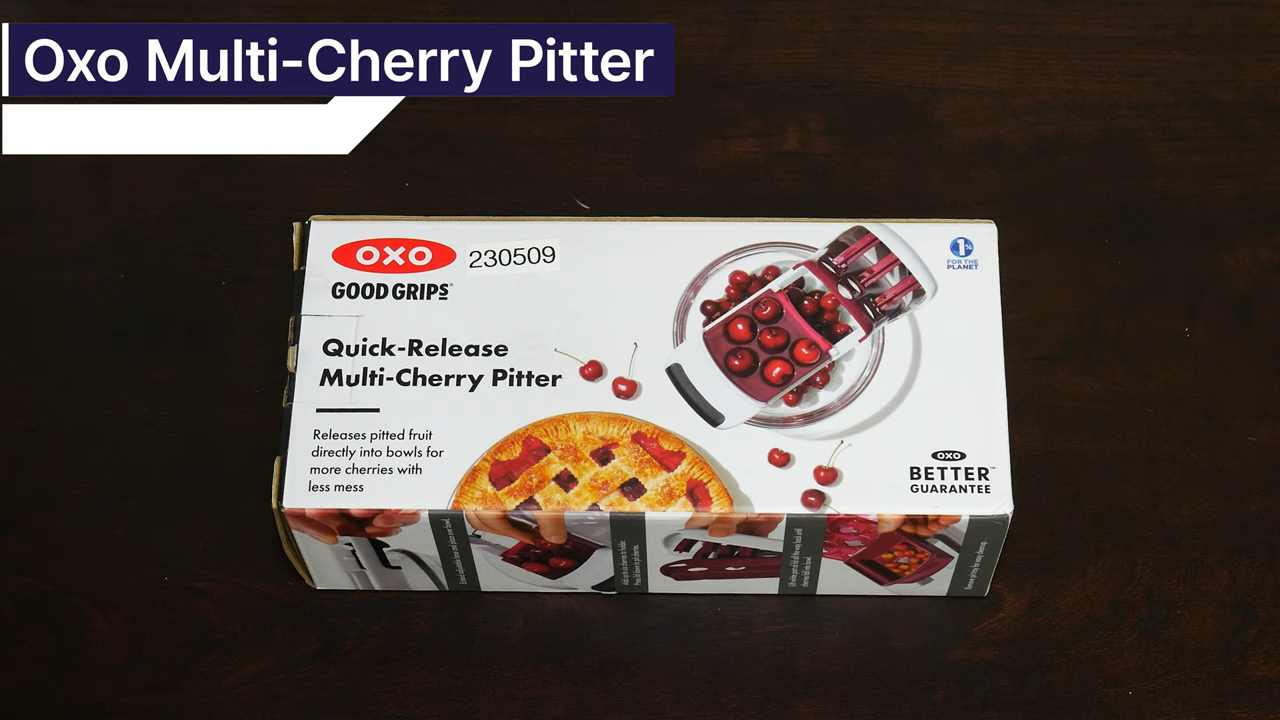 Oxo Multi-Cherry Pitter
OXO 230509
GOOD GRIPS®
1%
FOR THE
PLANET
Quick-Release
Multi-Cherry Pitter
Releases pitted fruit
directly into bowls for
more cherries with
less mess
OXO
BETTER™
GUARANTEE